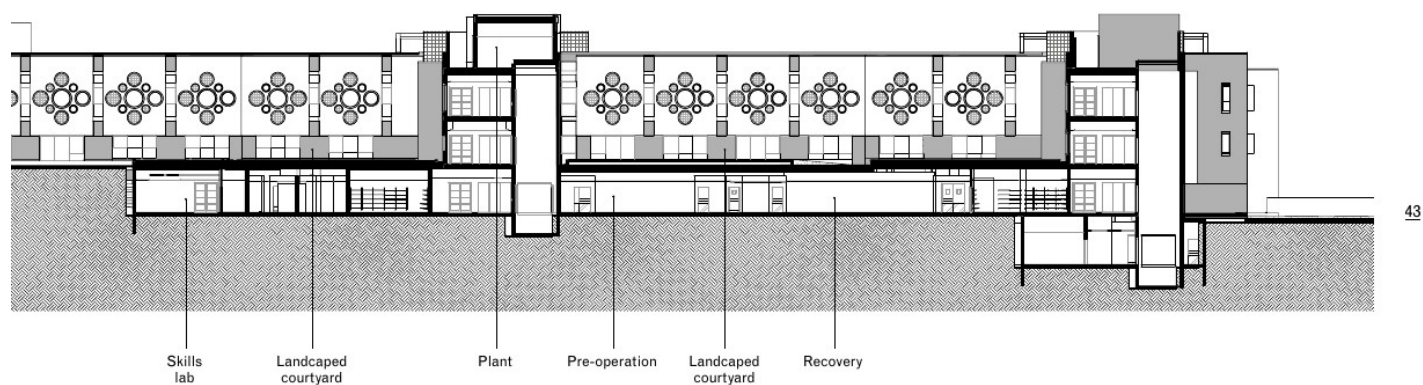 43
Skills
lab
Landcaped
courtyard
Plant
Pre-operation
Landcaped
courtyard
Recovery